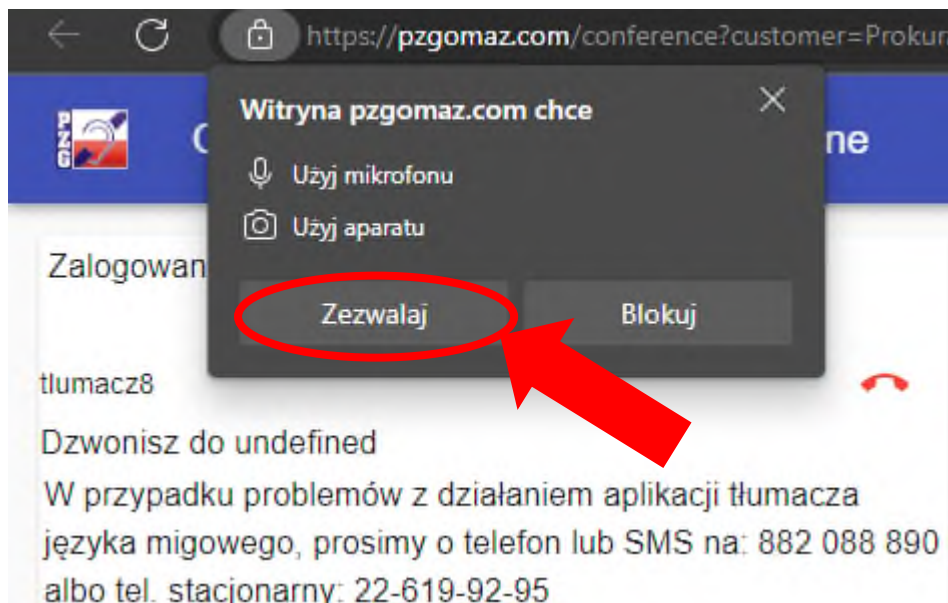 https://pzgomaz.com/conference?customer=Prokur
Witryna pzgomaz.com chce
Użyj mikrofonu
Użyj aparatu
Zezwalaj
Blokuj
PZG
ne
Zalogowan
tlumacz8
Dzwonisz do undefined
W przypadku problemów z działaniem aplikacji tłumacza
języka migowego, prosimy o telefon lub SMS na: 882 088 890
albo tel. stacjonarny: 22-619-92-95